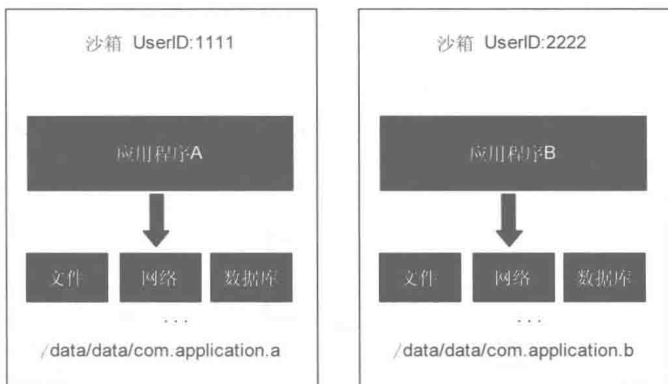 沙箱 UserID:1111
应用程序A
文件 网络 数据库
...
/data/data/com.application.a
沙箱 UserID:2222
应用程序B
文件 网络 数据库
...
/data/data/com.application.b